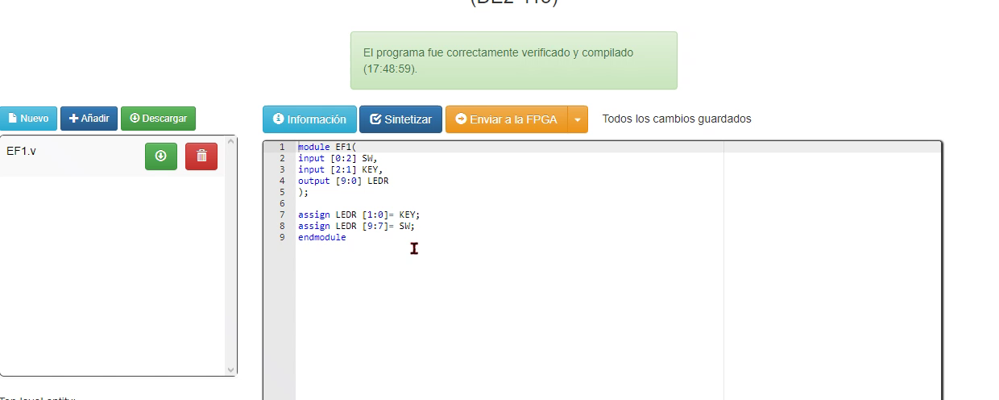 El programa fue correctamente verificado y compilado
(17:48:59).
Nuevo Añadir Descargar
Información Sintetizar Enviar a la FPGA Todos los cambios guardados
EF1.v
1 module EF1(
2 input [0:2] SW,
3 input [2:1] KEY,
4 output [9:0] LEDR
5 );
6
7 assign LEDR [1:0]= KEY;
8 assign LEDR [9:7]= SW;
9 endmodule